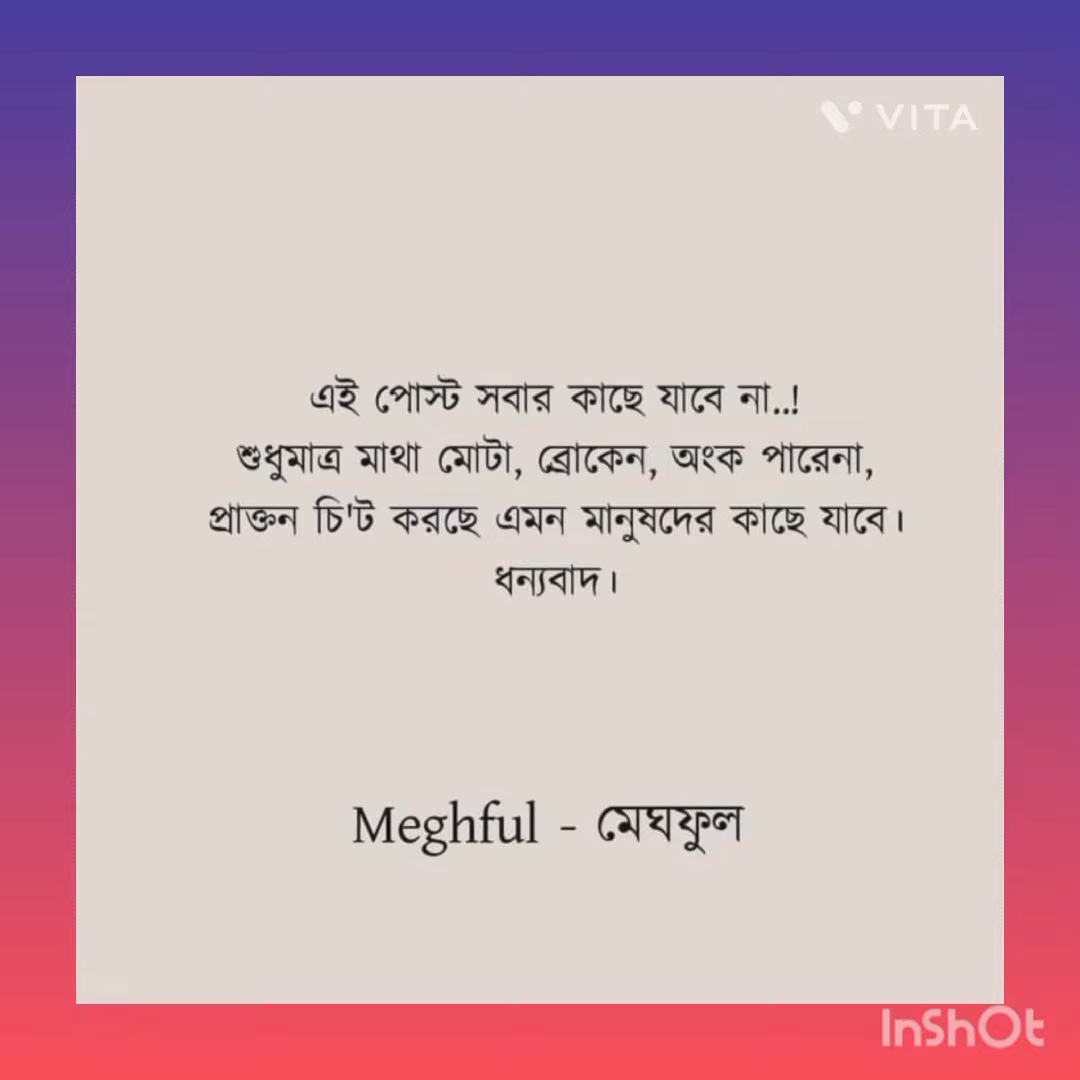 VITA
এই পোস্ট সবার কাছে যাবে না..!
শুধুমাত্র মাথা মোটা, ব্রোকেন, অংক পারেনা,
প্রাক্তন চি'ট করছে এমন মানুষদের কাছে যাবে।
ধন্যবাদ।
Meghful - মেঘফুল
InShOt